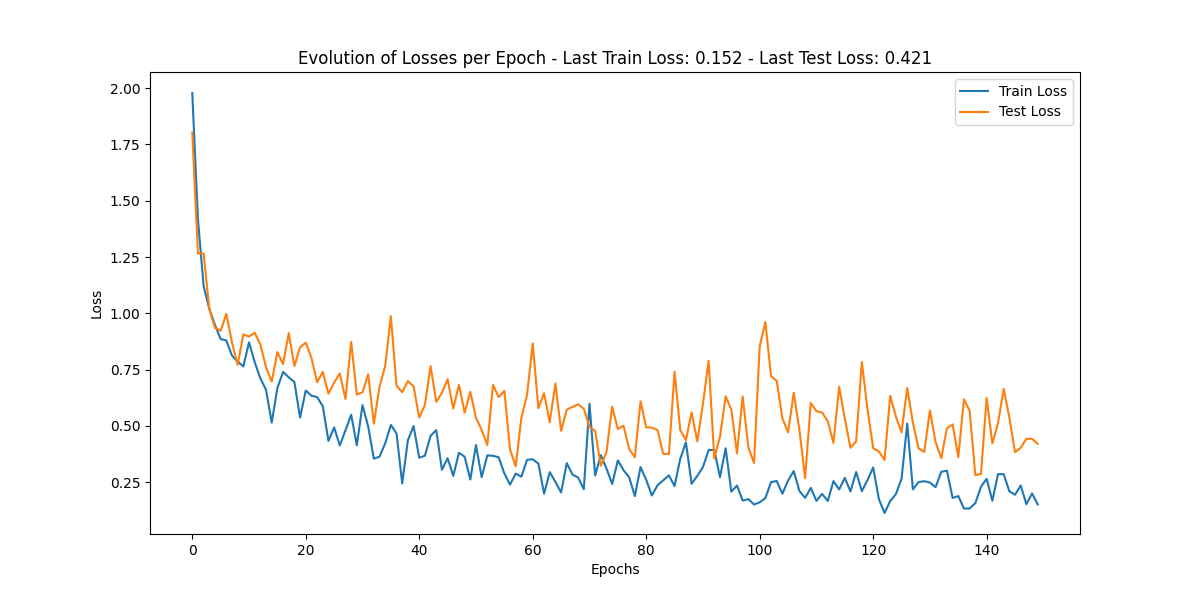 Evolution of Losses per Epoch - Last Train Loss: 0.152 - Last Test Loss: 0.421
Train Loss
Test Loss
2.00
1.75
1.50
1.25
1.00
0.75
0.50
0.25
Loss
0 20 40 60 80 100 120 140
Epochs